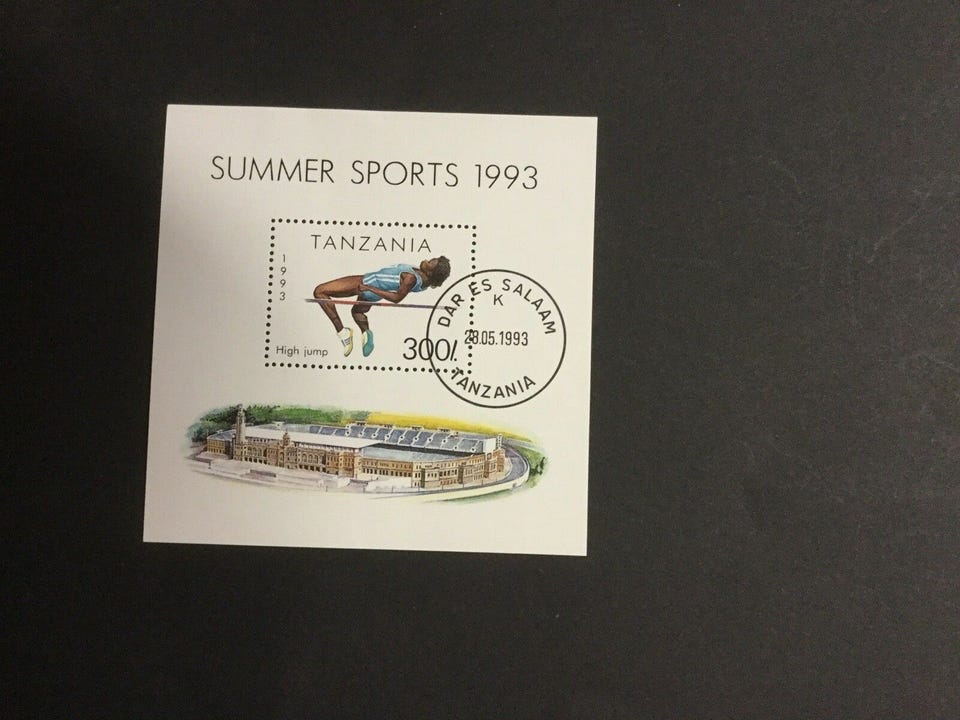 SUMMER SPORTS 1993
TANZANIA
1993
High jump
300/.
DAR ES SALAAM
K
28.05.1993
TANZANIA